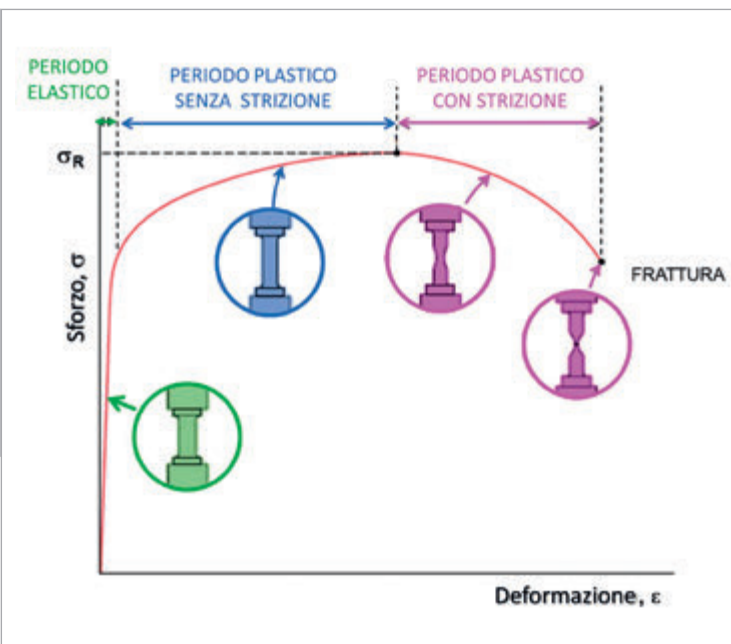 PERIODO
ELASTICO
PERIODO PLASTICO
SENZA STRIZIONE
PERIODO PLASTICO
CON STRIZIONE
σR
Sforzo, σ
FRATTURA
Deformazione, ε